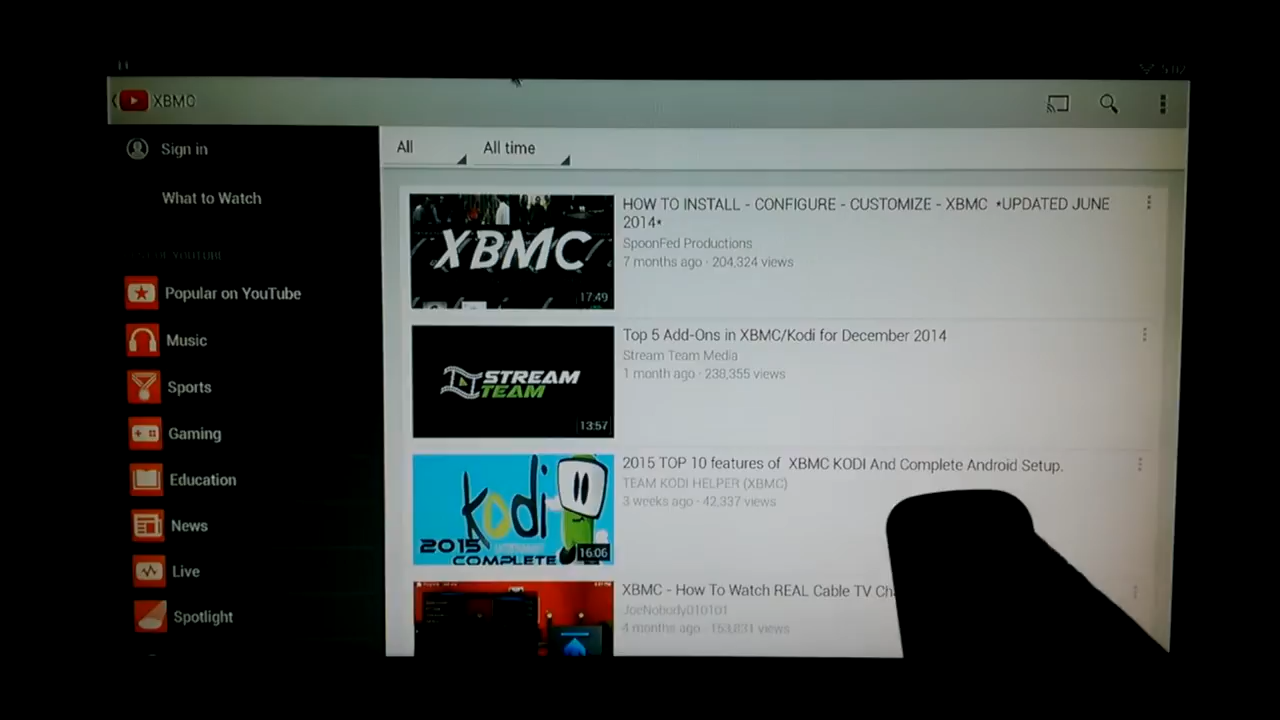 5:02
XBMC
Sign in
What to Watch
OF YOUTUBE
Popular on YouTube
Music
Sports
Gaming
Education
News
Live
Spotlight
All
All time
XBMC
17:49
HOW TO INSTALL - CONFIGURE - CUSTOMIZE - XBMC *UPDATED JUNE
2014*
SpoonFed Productions
7 months ago · 204,324 views
STREAM
TEAM
13:57
Top 5 Add-Ons in XBMC/Kodi for December 2014
Stream Team Media
1 month ago · 238,355 views
kodi
2015
COMPLETE
16:06
2015 TOP 10 features of XBMC KODI And Complete Android Setup.
TEAM KODI HELPER (XBMC)
3 weeks ago · 42,337 views
XBMC - How To Watch REAL Cable TV Ch
JoeNobody010101
4 months ago · 153,831 views